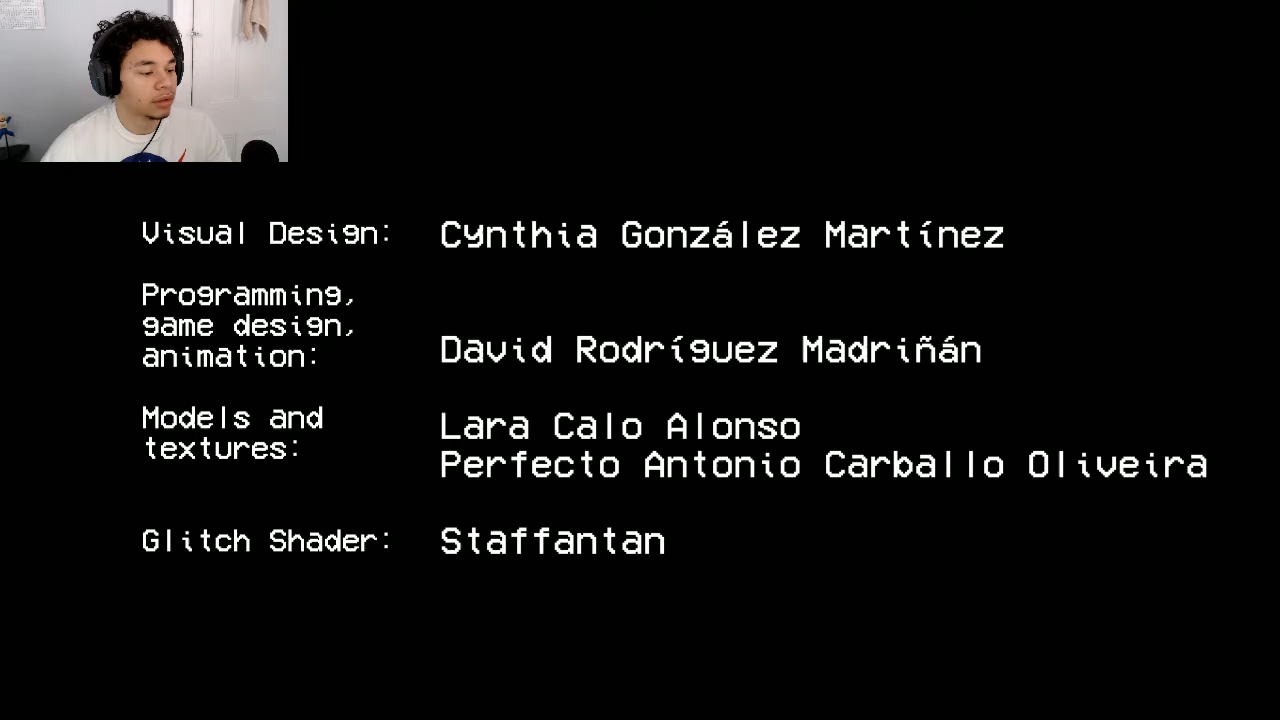 Visual Design: Cynthia González Martínez
Programming,
game design,
animation: David Rodríguez Madriñán
Models and
textures:
Lara Calo Alonso
Perfecto Antonio Carballo Oliveira
Glitch Shader: Staffantan